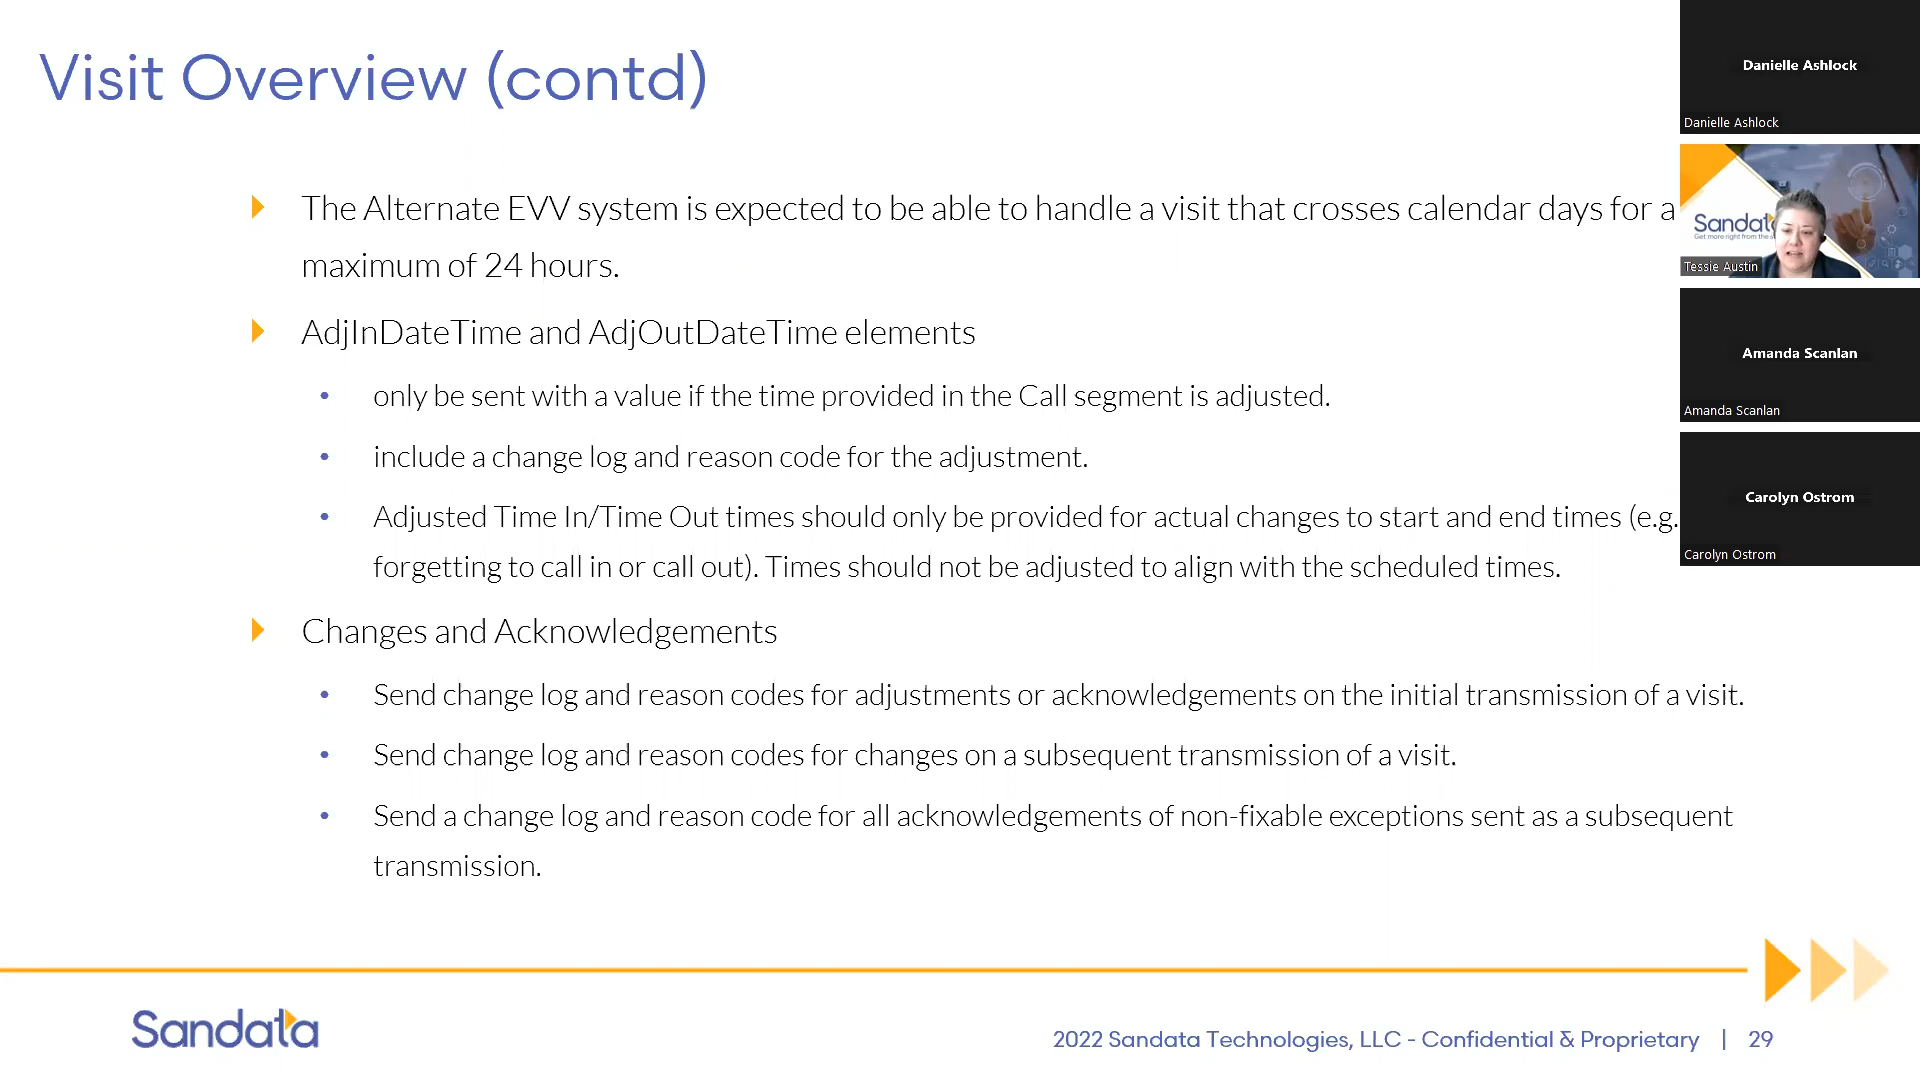 Visit Overview (contd)
The Alternate EVV system is expected to be able to handle a visit that crosses calendar days for a
maximum of 24 hours.
AdjInDateTime and AdjOutDateTime elements
only be sent with a value if the time provided in the Call segment is adjusted.
include a change log and reason code for the adjustment.
Adjusted Time In/Time Out times should only be provided for actual changes to start and end times (e.g.
forgetting to call in or call out). Times should not be adjusted to align with the scheduled times.
Changes and Acknowledgements
Send change log and reason codes for adjustments or acknowledgements on the initial transmission of a visit.
Send change log and reason codes for changes on a subsequent transmission of a visit.
Send a change log and reason code for all acknowledgements of non-fixable exceptions sent as a subsequent
transmission.
Sandata
2022 Sandata Technologies, LLC - Confidential & Proprietary | 29
Danielle Ashlock
Danielle Ashlock
Sandat
Get more right from the
Tessie Austin
Amanda Scanlan
Amanda Scanlan
Carolyn Ostrom
Carolyn Ostrom